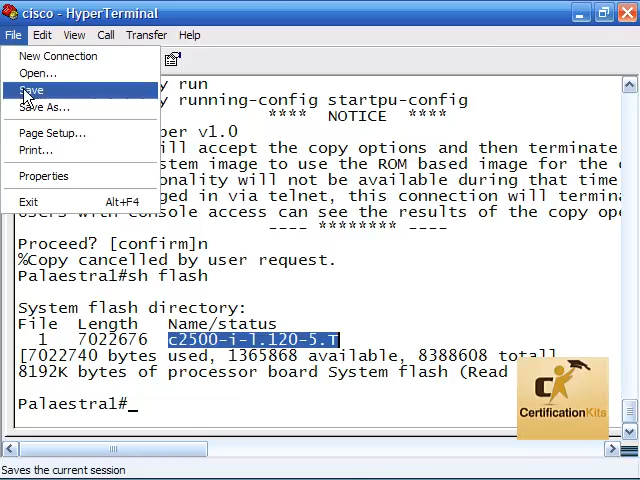 cisco - HyperTerminal
File Edit View Call Transfer Help
New Connection
Open...
Save
Save As...
Page Setup...
Print...
Properties
Exit Alt+F4
y run
y running-config startpu-config
**** NOTICE ****
per v1.0
ill accept the copy options and then terminate
stem image to use the ROM based image for the
onality will not be available during that time
ged in via telnet, this connection will termina
users with console access can see the results of the copy ope
---- ******** ----
Proceed? [confirm]n
%Copy cancelled by user request.
Palaestra1#sh flash
System flash directory:
File Length Name/status
1 7022676 c2500-i-l.120-5.T
[7022740 bytes used, 1365868 available, 8388608 total]
8192K bytes of processor board System flash (Read
Palaestra1#_
CertificationKits
Saves the current session